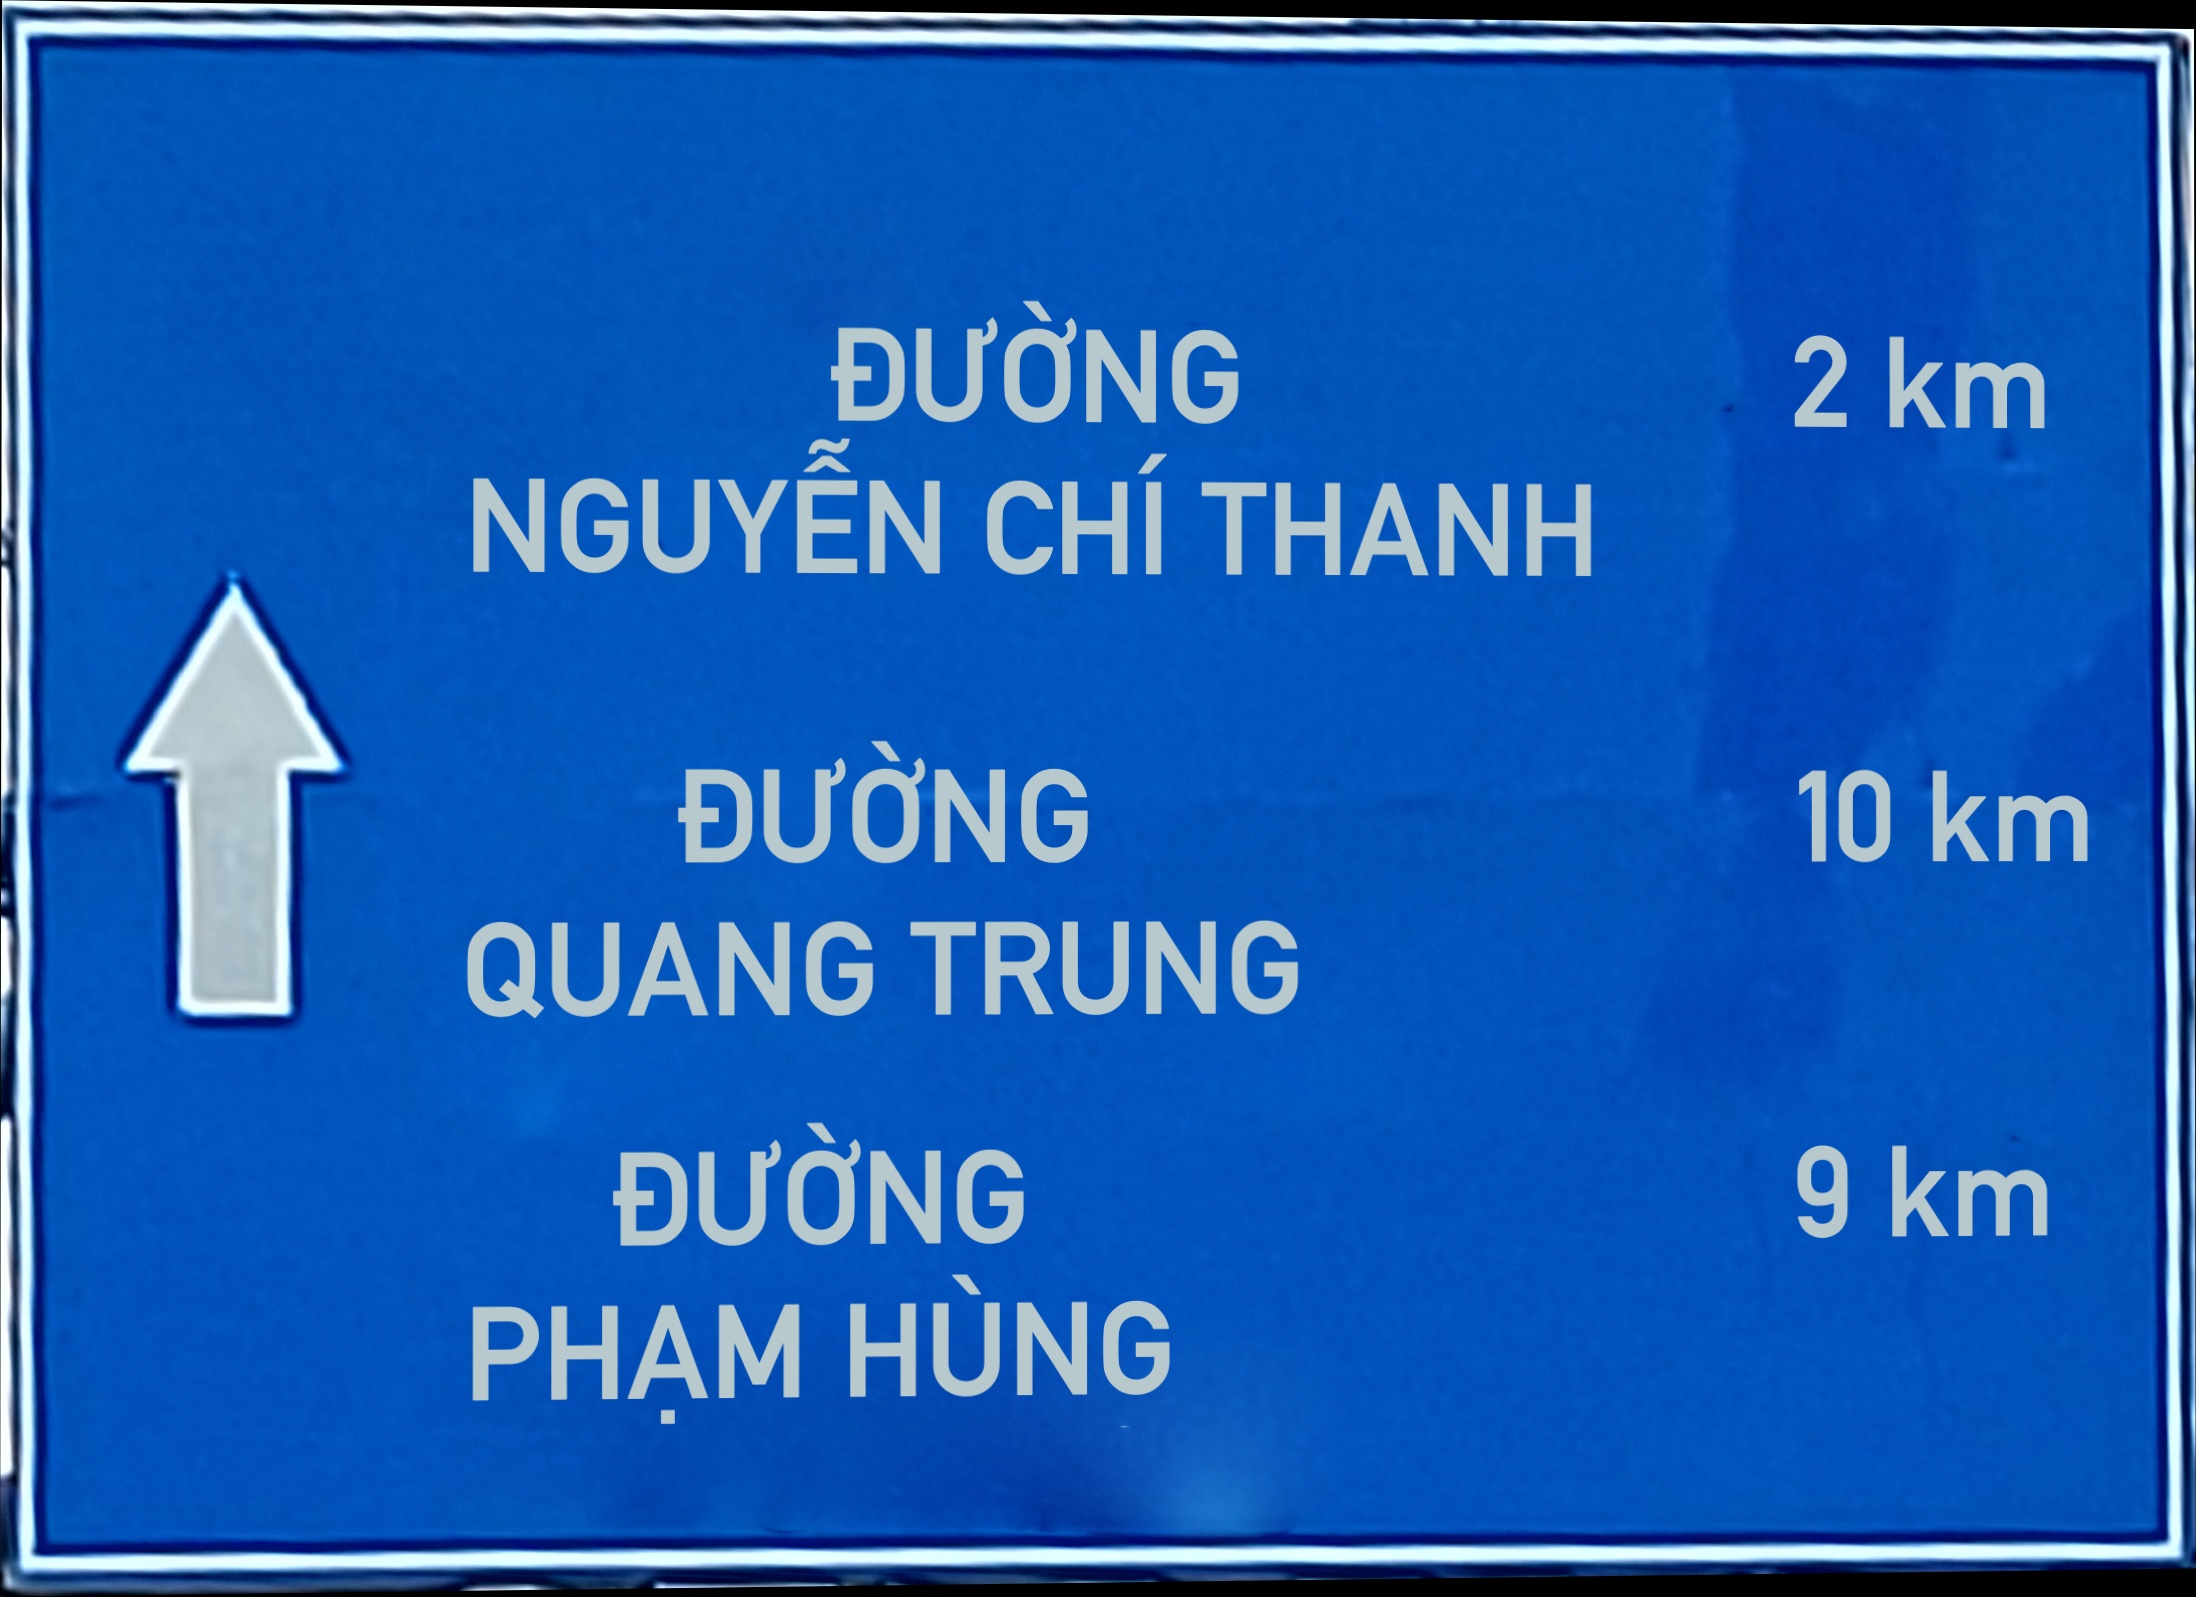 ĐƯỜNG 2 km
NGUYỄN CHÍ THANH
ĐƯỜNG 10 km
QUANG TRUNG
ĐƯỜNG 9 km
PHẠM HÙNG